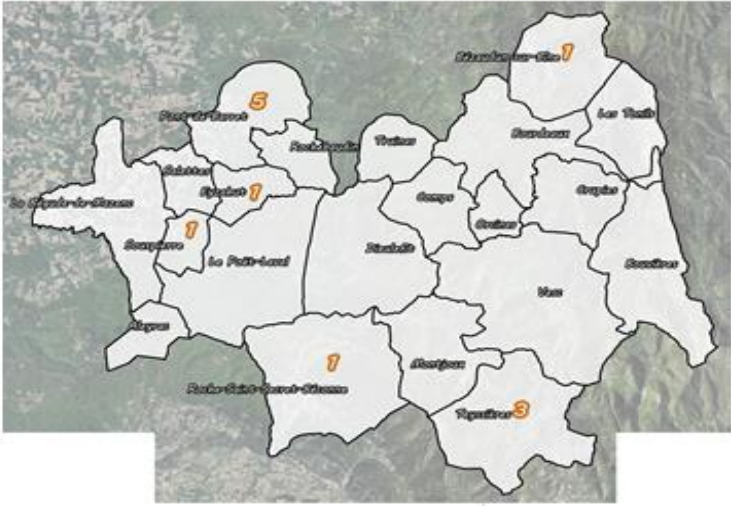 Bézaudun-sur-Bîne 1
5
Pont-de-Barret
Les Tonils
Bourdeaux
Rochebaudin
Truinas
Salettes
Eyzahut 1
Comps
Crupies
La Bégude-de-Mazenc
Orcinas
1
Souspierre
Dieulefit
Bouvières
Le Poët-Laval
Vesc
Aleyrac
1
Montjoux
Roche-Saint-Secret-Béconne
Teyssières 3